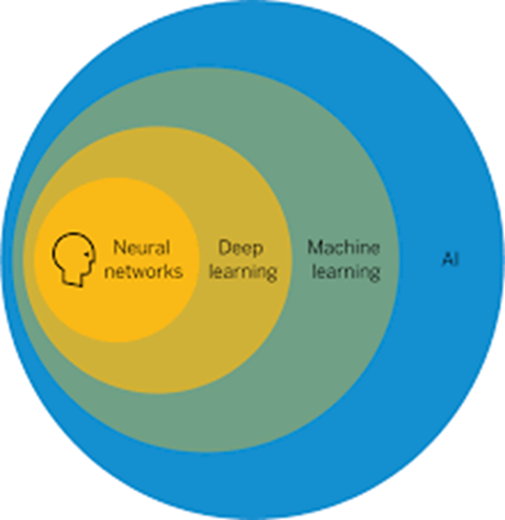 Neural
networks
Deep
learning
Machine
learning
AI